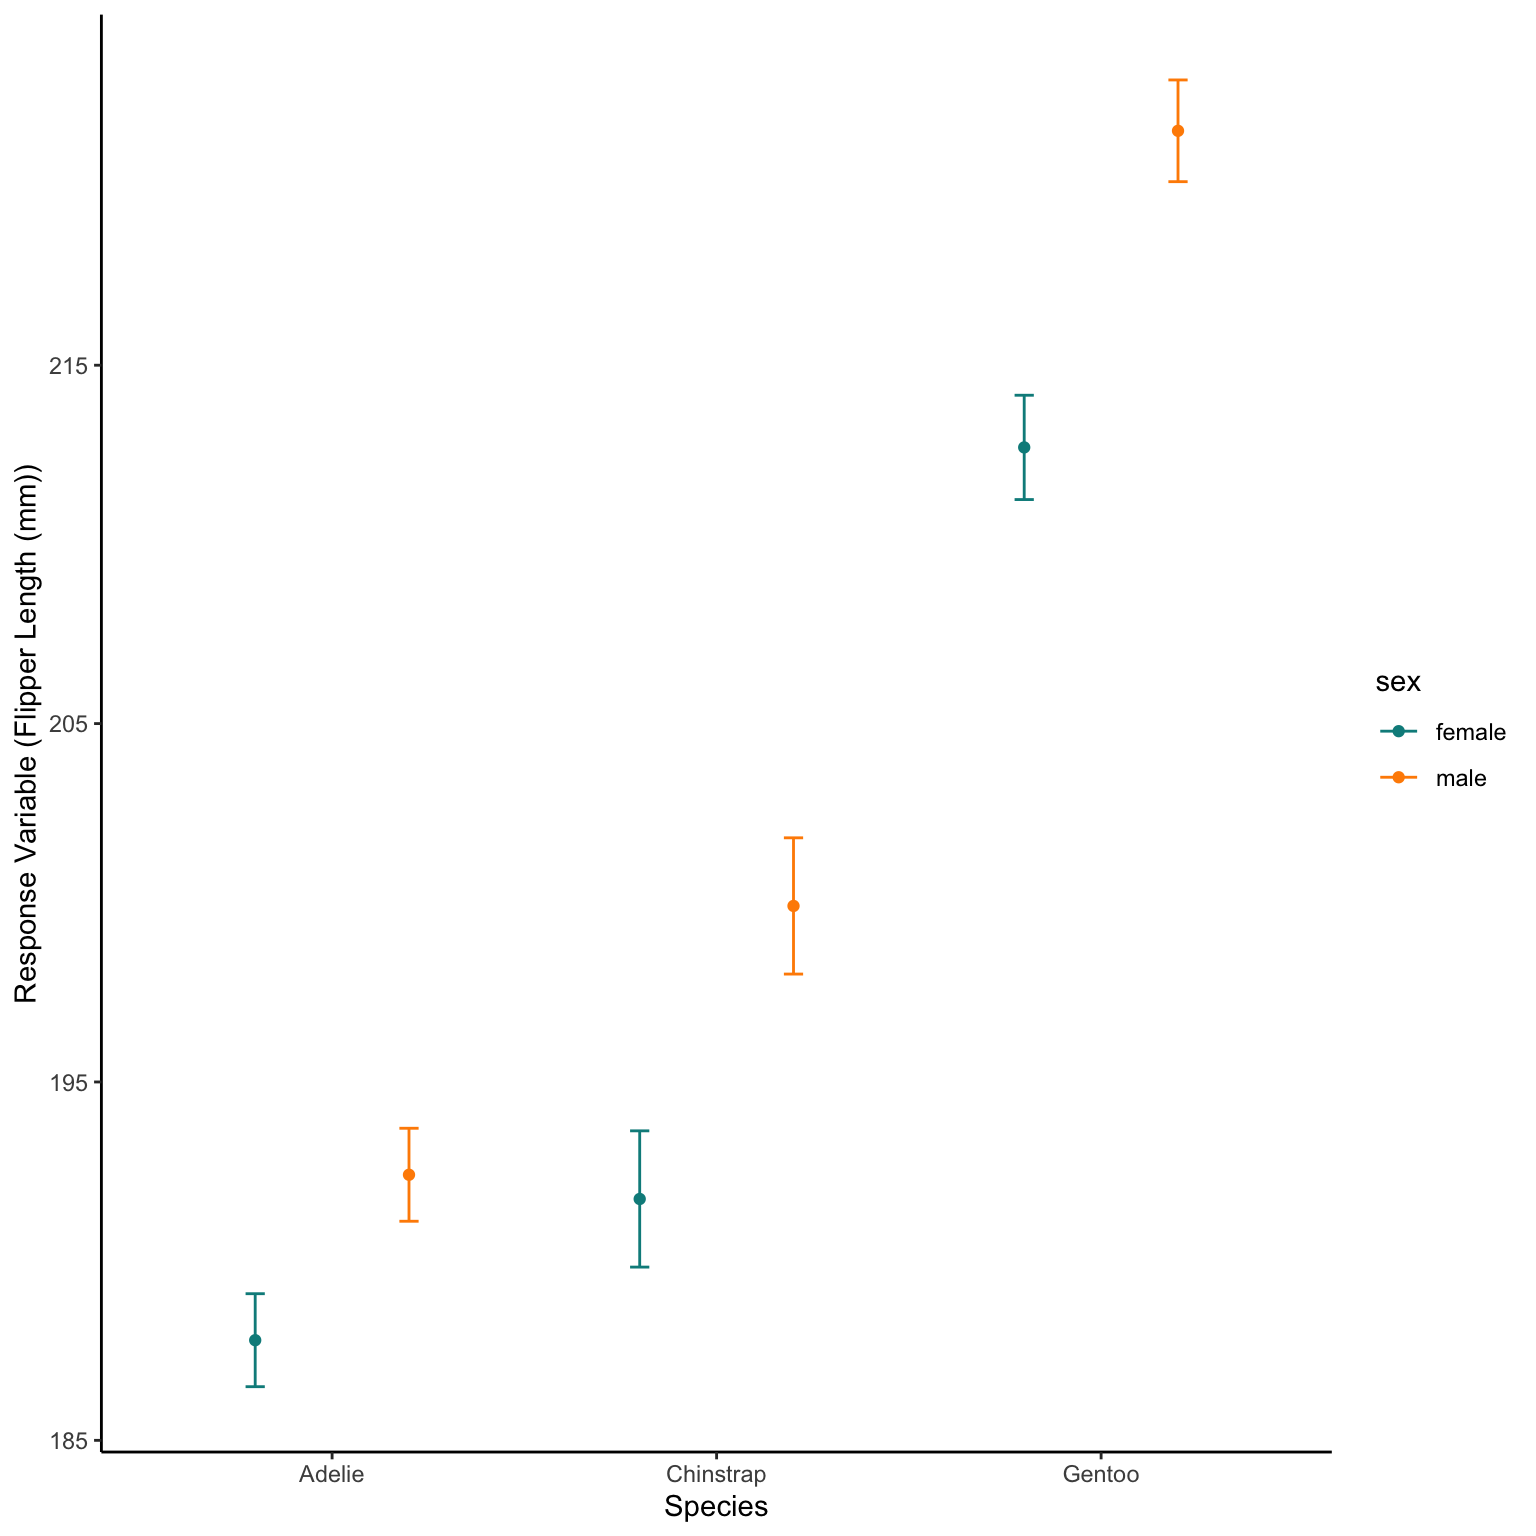 Response Variable (Flipper Length (mm))
215
205
195
185
Adelie Chinstrap Gentoo
Species
sex
female
male